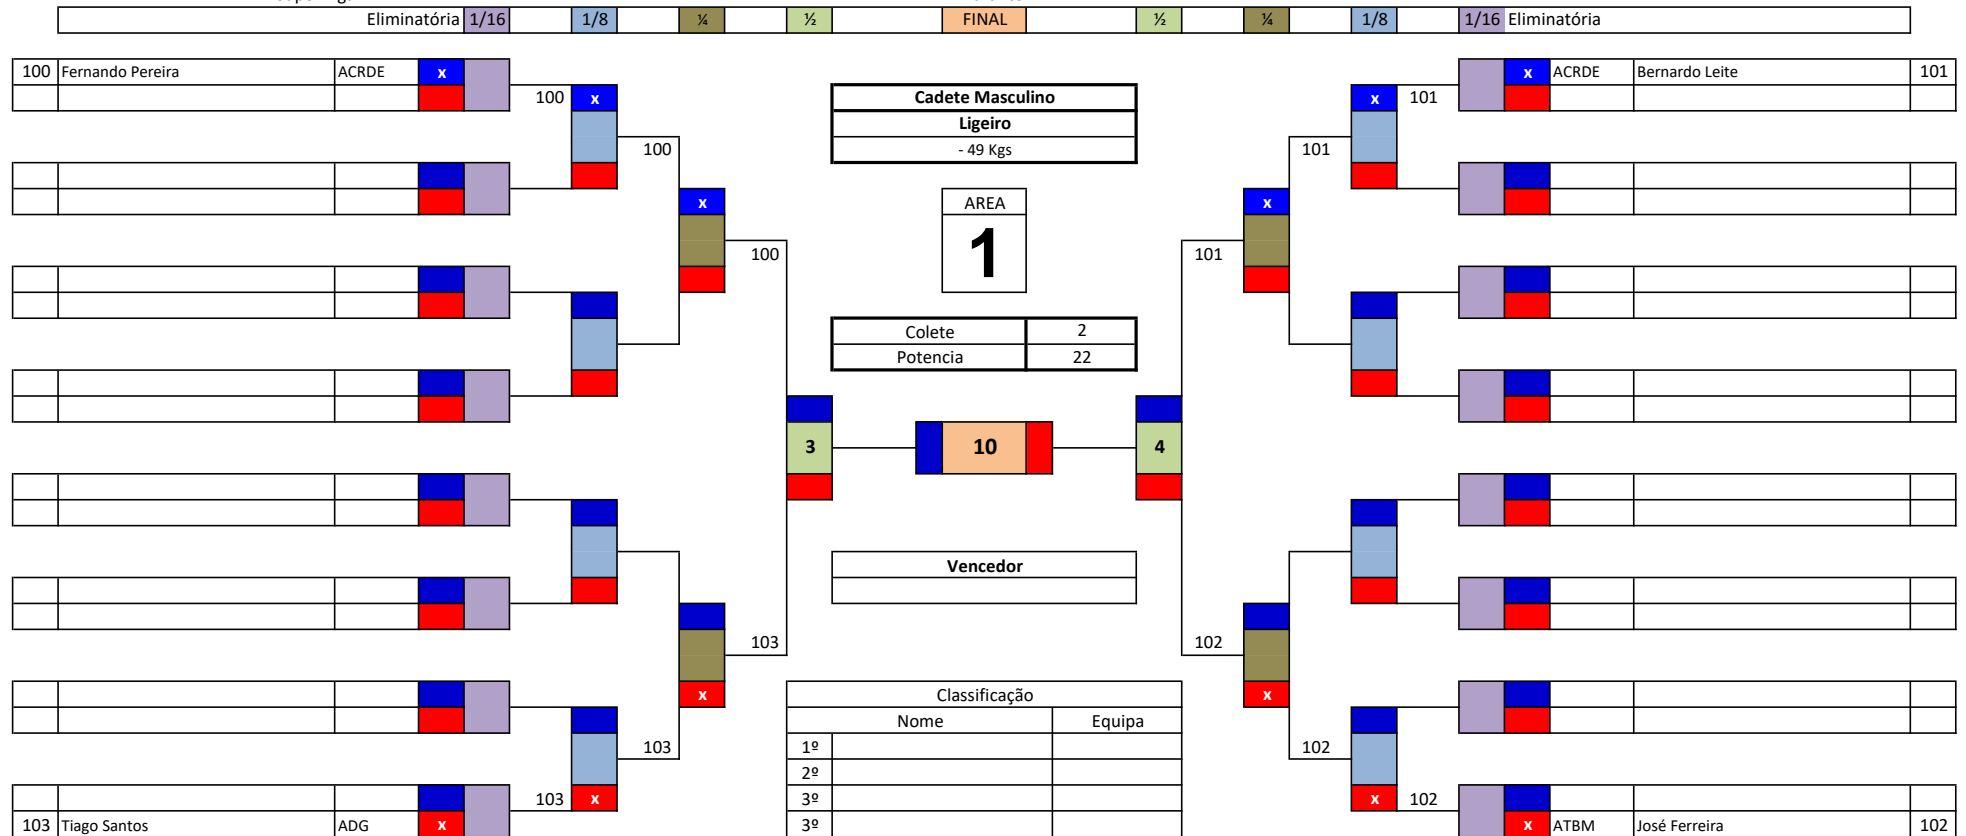 Eliminatória 1/16 1/8 ¼ ½ FINAL ½ ¼ 1/8 1/16 Eliminatória
100 Fernando Pereira ACRDE x
x ACRDE Bernardo Leite 101
100 x
Cadete Masculino
x 101
Ligeiro
100
- 49 Kgs
101
x
AREA
x
1
100
101
Colete 2
Potencia 22
3
10
4
Vencedor
103
102
x
Classificação
x
Nome Equipa
103
1º
102
2º
103 x
3º
x 102
103 Tiago Santos ADG x
3º
x ATBM José Ferreira 102